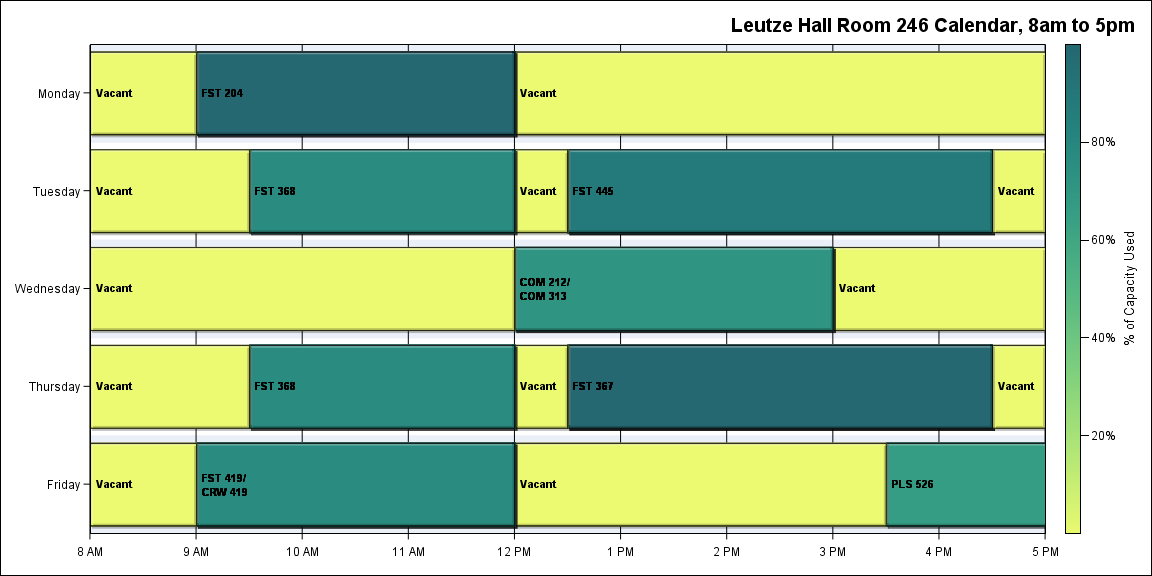 Leutze Hall Room 246 Calendar, 8am to 5pm
Monday
Vacant
FST 204
Vacant
Tuesday
Vacant
FST 368
Vacant
FST 445
Vacant
Wednesday
Vacant
COM 212/
COM 313
Vacant
Thursday
Vacant
FST 368
Vacant
FST 367
Vacant
Friday
Vacant
FST 419/
CRW 419
Vacant
PLS 526
8 AM
9 AM
10 AM
11 AM
12 PM
1 PM
2 PM
3 PM
4 PM
5 PM
80%
60%
40%
20%
% of Capacity Used